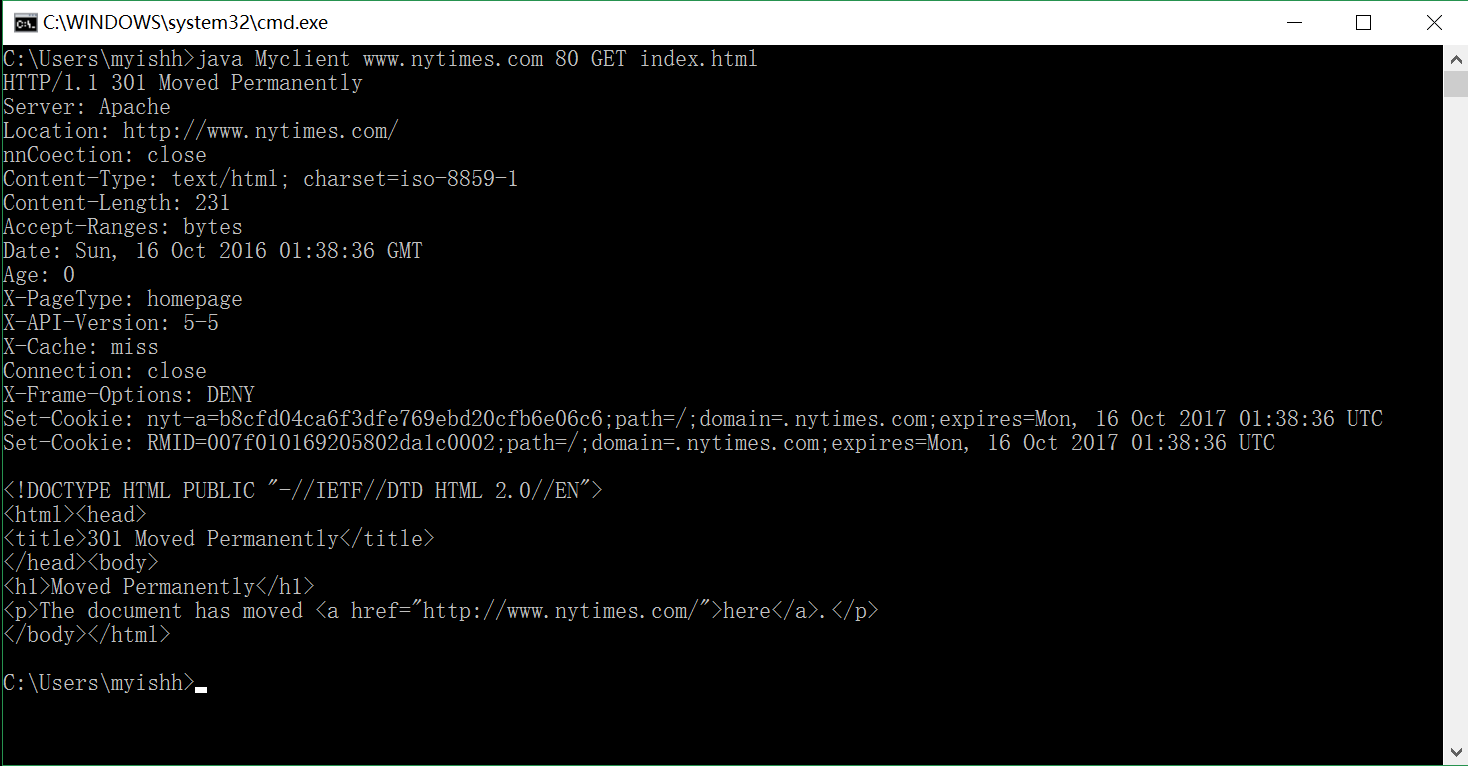 C:\WINDOWS\system32\cmd.exe
C:\Users\myishh>java Myclient www.nytimes.com 80 GET index.html
HTTP/1.1 301 Moved Permanently
Server: Apache
Location: http://www.nytimes.com/
nnCoection: close
Content-Type: text/html; charset=iso-8859-1
Content-Length: 231
Accept-Ranges: bytes
Date: Sun, 16 Oct 2016 01:38:36 GMT
Age: 0
X-PageType: homepage
X-API-Version: 5-5
X-Cache: miss
Connection: close
X-Frame-Options: DENY
Set-Cookie: nyt-a=b8cfd04ca6f3dfe769ebd20cfb6e06c6;path=/;domain=.nytimes.com;expires=Mon, 16 Oct 2017 01:38:36 UTC
Set-Cookie: RMID=007f010169205802da1c0002;path=/;domain=.nytimes.com;expires=Mon, 16 Oct 2017 01:38:36 UTC
<!DOCTYPE HTML PUBLIC "-//IETF//DTD HTML 2.0//EN">
<html><head>
<title>301 Moved Permanently</title>
</head><body>
<h1>Moved Permanently</h1>
<p>The document has moved <a href="http://www.nytimes.com/">here</a>.</p>
</body></html>
C:\Users\myishh>